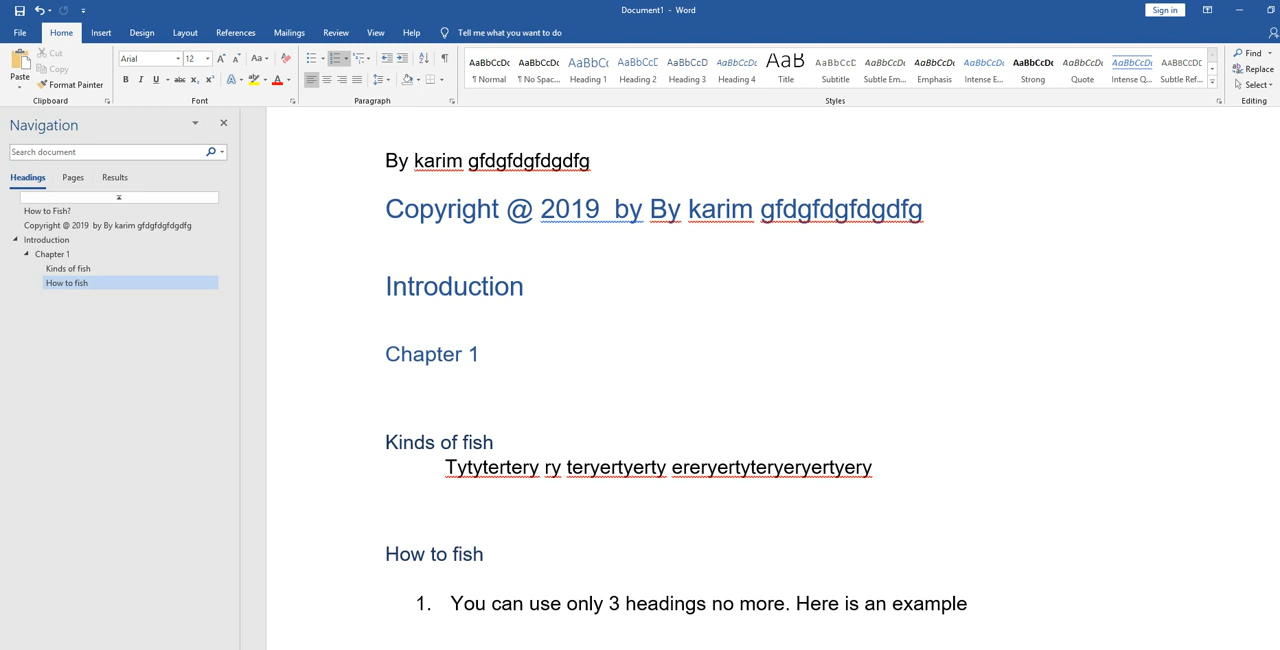 Document1 - Word
Sign in
File Home Insert Design Layout References Mailings Review View Help Tell me what you want to do
Paste
Cut
Copy
Format Painter
Clipboard
Arial 12
Font
Paragraph
AaBbCcDc AaBbCcDc AaBbCc AaBbCcC AaBbCcD AaBbCcDc AaB AaBbCcD AaBbCcDc AaBbCcDc AaBbCcDc AaBbCcDc AaBbCcDc AaBbCcDc AABBCCDD
¶ Normal ¶ No Spac... Heading 1 Heading 2 Heading 3 Heading 4 Title Subtitle Subtle Em... Emphasis Intense E... Strong Quote Intense Q... Subtle Ref...
Styles
Find
Replace
Select
Editing
Navigation
Search document
Headings Pages Results
How to Fish?
Copyright @ 2019 by By karim gfdgfdgfdgdfg
Introduction
Chapter 1
Kinds of fish
How to fish
By karim gfdgfdgfdgdfg
Copyright @ 2019  by By karim gfdgfdgfdgdfg
Introduction
Chapter 1
Kinds of fish
Tytytertery ry teryertyerty ereryertyteryeryertyery
How to fish
1. You can use only 3 headings no more. Here is an example